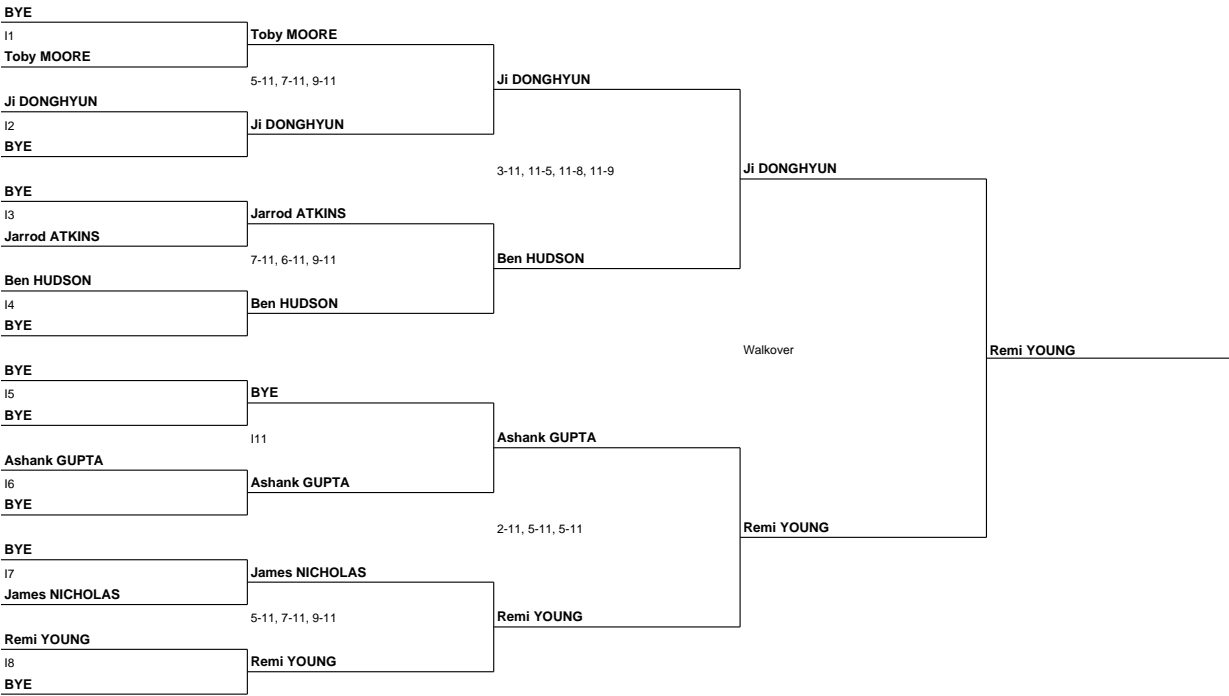 BYE
I1
Toby MOORE
Toby MOORE
5-11, 7-11, 9-11
Ji DONGHYUN
Ji DONGHYUN
I2
Ji DONGHYUN
BYE
3-11, 11-5, 11-8, 11-9
Ji DONGHYUN
BYE
I3
Jarrod ATKINS
Jarrod ATKINS
7-11, 6-11, 9-11
Ben HUDSON
Ben HUDSON
I4
Ben HUDSON
BYE
Walkover
Remi YOUNG
BYE
I5
BYE
BYE
I11
Ashank GUPTA
Ashank GUPTA
I6
Ashank GUPTA
BYE
2-11, 5-11, 5-11
Remi YOUNG
BYE
I7
James NICHOLAS
James NICHOLAS
5-11, 7-11, 9-11
Remi YOUNG
Remi YOUNG
I8
Remi YOUNG
BYE